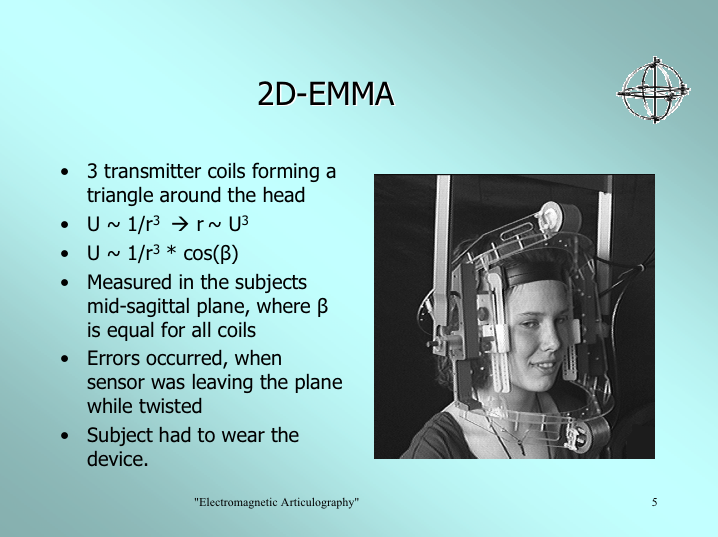 2D-EMMA
• 3 transmitter coils forming a
triangle around the head
• U ~ 1/r³ → r ~ U³
• U ~ 1/r³ * cos(β)
• Measured in the subjects
mid-sagittal plane, where β
is equal for all coils
• Errors occurred, when
sensor was leaving the plane
while twisted
• Subject had to wear the
device.
"Electromagnetic Articulography"
5